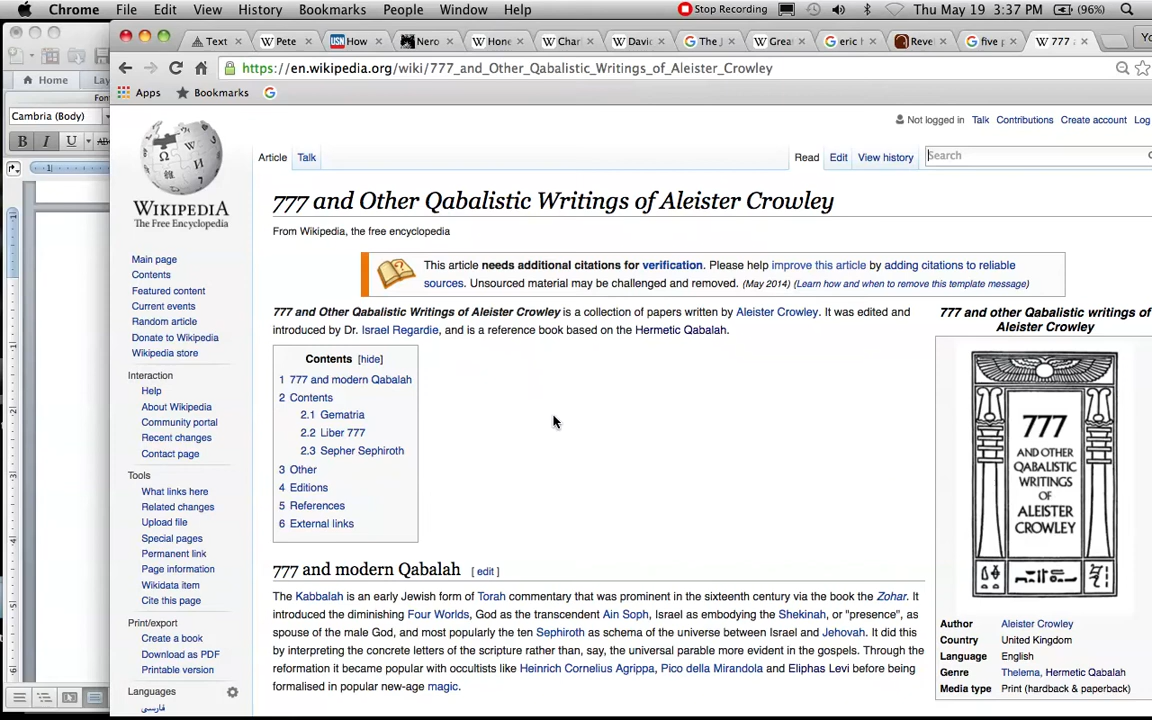 Chrome File Edit View History Bookmarks People Window Help Stop Recording Thu May 19 3:37 PM (96%)
Text Pete How Nero Hone Charl David G The J Great eric h Reve five p 777
https://en.wikipedia.org/wiki/777_and_Other_Qabalistic_Writings_of_Aleister_Crowley
Home
Apps Bookmarks
Cambria (Body)
B I U
Not logged in Talk Contributions Create account Log
Article Talk Read Edit View history Search
WIKIPEDIA
The Free Encyclopedia
777 and Other Qabalistic Writings of Aleister Crowley
From Wikipedia, the free encyclopedia
This article needs additional citations for verification. Please help improve this article by adding citations to reliable
sources. Unsourced material may be challenged and removed. (May 2014) (Learn how and when to remove this template message)
777 and Other Qabalistic Writings of Aleister Crowley is a collection of papers written by Aleister Crowley. It was edited and
introduced by Dr. Israel Regardie, and is a reference book based on the Hermetic Qabalah.
Main page
Contents
Featured content
Current events
Random article
Donate to Wikipedia
Wikipedia store
Interaction
Help
About Wikipedia
Community portal
Recent changes
Contact page
Tools
What links here
Related changes
Upload file
Special pages
Permanent link
Page information
Wikidata item
Cite this page
Print/export
Create a book
Download as PDF
Printable version
Languages
فارسی
Contents [hide]
1 777 and modern Qabalah
2 Contents
2.1 Gematria
2.2 Liber 777
2.3 Sepher Sephiroth
3 Other
4 Editions
5 References
6 External links
777 and modern Qabalah [ edit ]
The Kabbalah is an early Jewish form of Torah commentary that was prominent in the sixteenth century via the book the Zohar. It
introduced the diminishing Four Worlds, God as the transcendent Ain Soph, Israel as embodying the Shekinah, or "presence", as
spouse of the male God, and most popularly the ten Sephiroth as schema of the universe between Israel and Jehovah. It did this
by interpreting the concrete letters of the scripture rather than, say, the universal parable more evident in the gospels. Through the
reformation it became popular with occultists like Heinrich Cornelius Agrippa, Pico della Mirandola and Eliphas Levi before being
formalised in popular new-age magic.
777 and other Qabalistic writings of
Aleister Crowley
777
AND OTHER
QABALISTIC
WRITINGS
OF
ALEISTER
CROWLEY
Author Aleister Crowley
Country United Kingdom
Language English
Genre Thelema, Hermetic Qabalah
Media type Print (hardback & paperback)